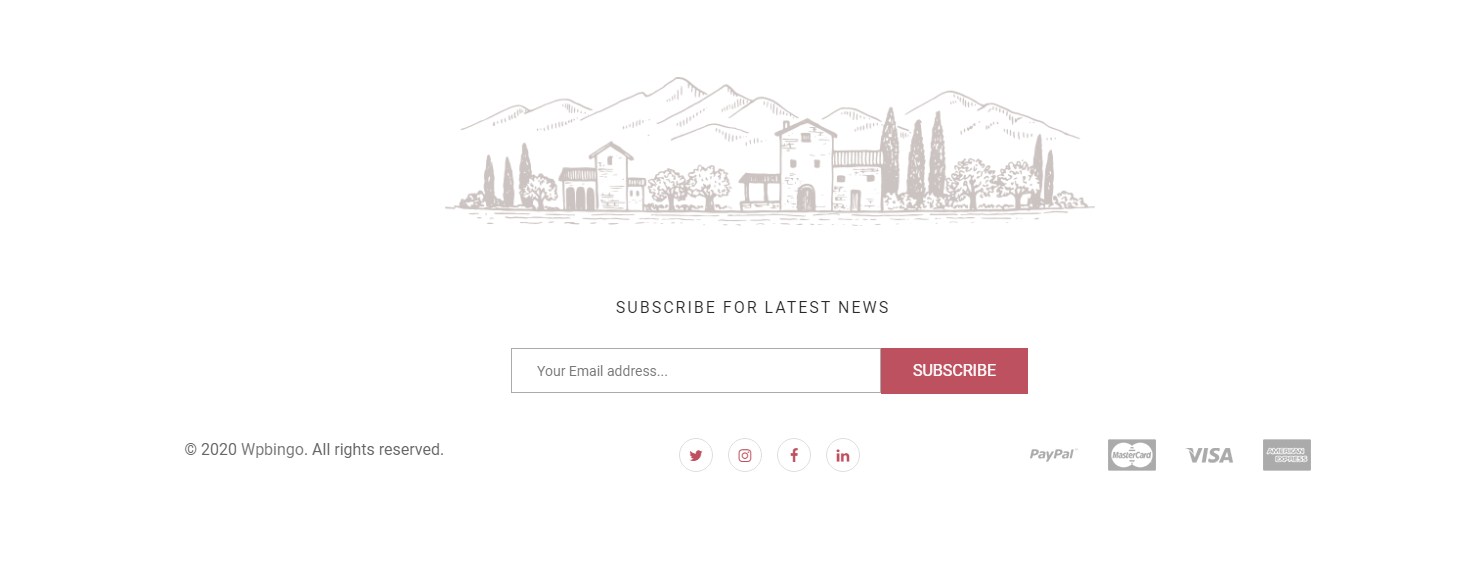 SUBSCRIBE FOR LATEST NEWS
Your Email address...
SUBSCRIBE
© 2020 Wpbingo. All rights reserved.
PayPal
MasterCard
VISA
AMERICAN
EXPRESS